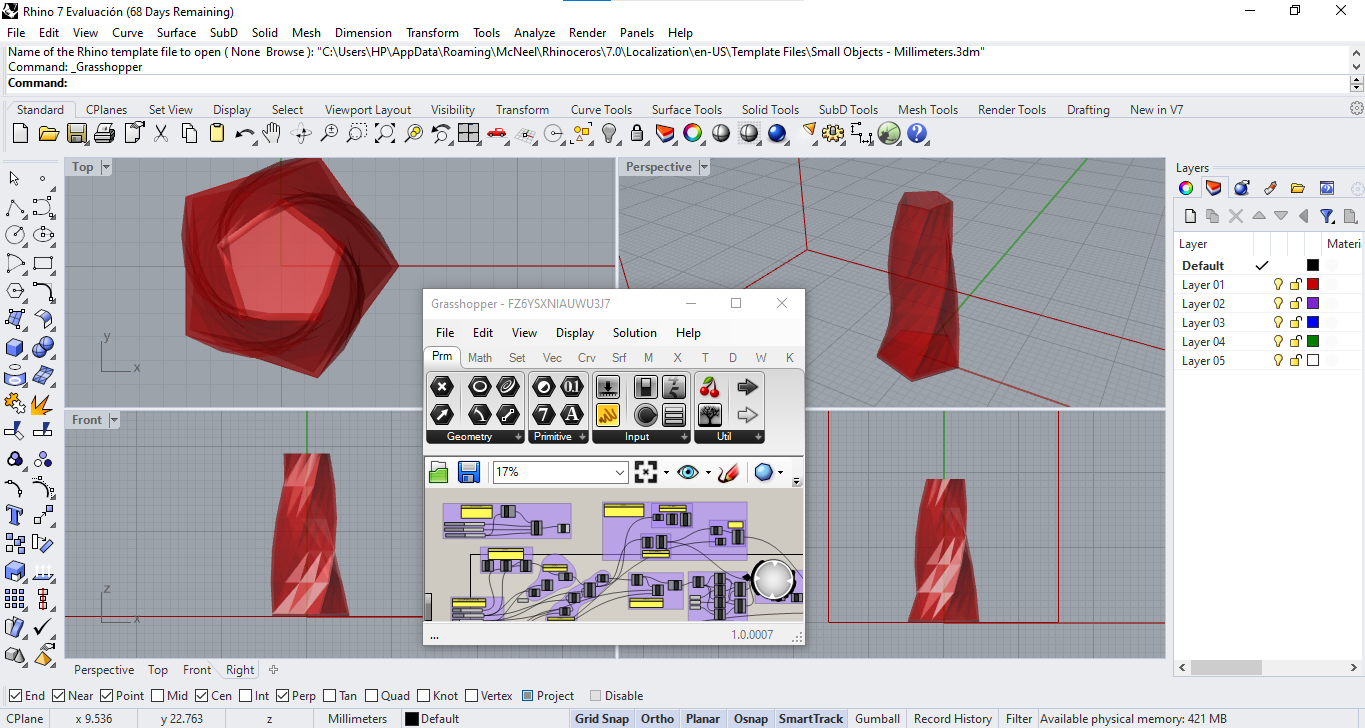 Rhino 7 Evaluación (68 Days Remaining)
File Edit View Curve Surface SubD Solid Mesh Dimension Transform Tools Analyze Render Panels Help
Name of the Rhino template file to open ( None Browse ): "C:\Users\HP\AppData\Roaming\McNeel\Rhinoceros\7.0\Localization\en-US\Template Files\Small Objects - Millimeters.3dm"
Command: _Grasshopper
Command:
Standard CPlanes Set View Display Select Viewport Layout Visibility Transform Curve Tools Surface Tools Solid Tools SubD Tools Mesh Tools Render Tools Drafting New in V7
Top
Perspective
Layers
Layer Materi
Default
Layer 01
Layer 02
Layer 03
Layer 04
Layer 05
y
x
Front
z
x
Grasshopper - FZ6YSXNIAUWU3J7
File Edit View Display Solution Help
Prm Math Set Vec Crv Srf M X T D W K
0.1
7 A
Geometry Primitive Input Util
17%
... 1.0.0007
Perspective Top Front Right
End Near Point Mid Cen Int Perp Tan Quad Knot Vertex Project Disable
CPlane x 9.536 y 22.763 z Millimeters Default Grid Snap Ortho Planar Osnap SmartTrack Gumball Record History Filter Available physical memory: 421 MB